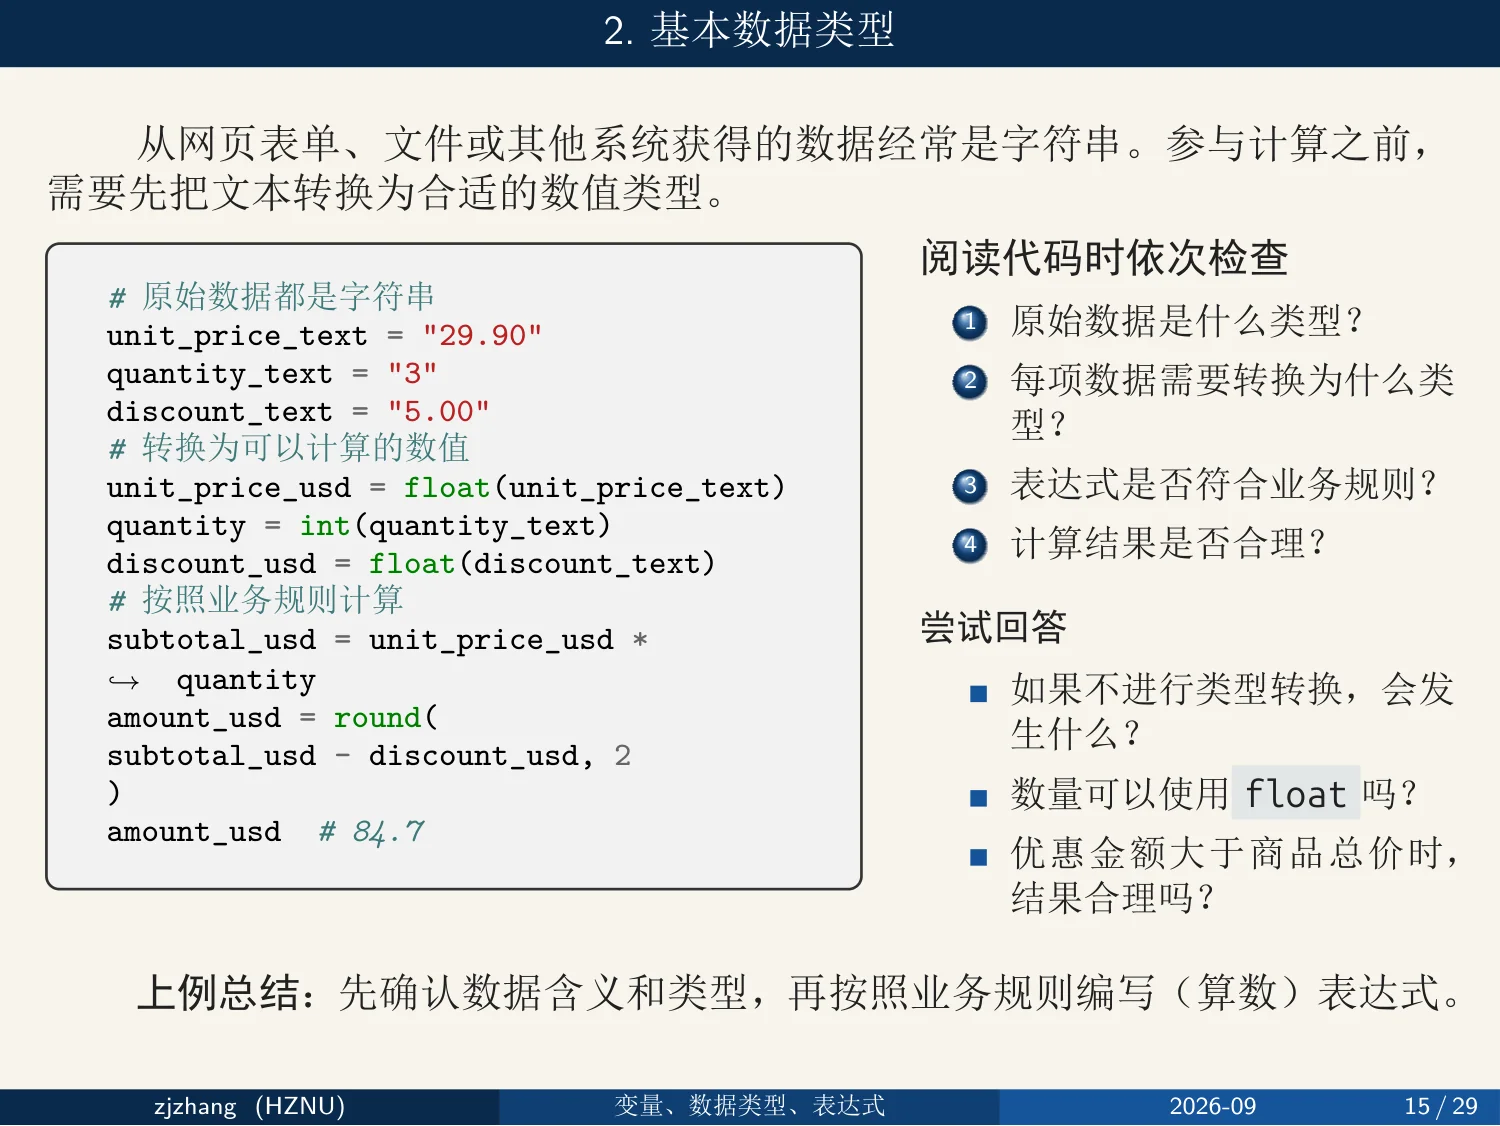 2. 基本数据类型
从网页表单、文件或其他系统获得的数据经常是字符串。参与计算之前，
需要先把文本转换为合适的数值类型。
# 原始数据都是字符串
unit_price_text = "29.90"
quantity_text = "3"
discount_text = "5.00"
# 转换为可以计算的数值
unit_price_usd = float(unit_price_text)
quantity = int(quantity_text)
discount_usd = float(discount_text)
# 按照业务规则计算
subtotal_usd = unit_price_usd *
↪ quantity
amount_usd = round(
subtotal_usd - discount_usd, 2
)
amount_usd # 84.7
阅读代码时依次检查
1 原始数据是什么类型？
2 每项数据需要转换为什么类
型？
3 表达式是否符合业务规则？
4 计算结果是否合理？
尝试回答
■ 如果不进行类型转换，会发
生什么？
■ 数量可以使用 float 吗？
■ 优惠金额大于商品总价时，
结果合理吗？
上例总结：先确认数据含义和类型，再按照业务规则编写（算数）表达式。
zjzhang (HZNU) 变量、数据类型、表达式 2026-09 15 / 29